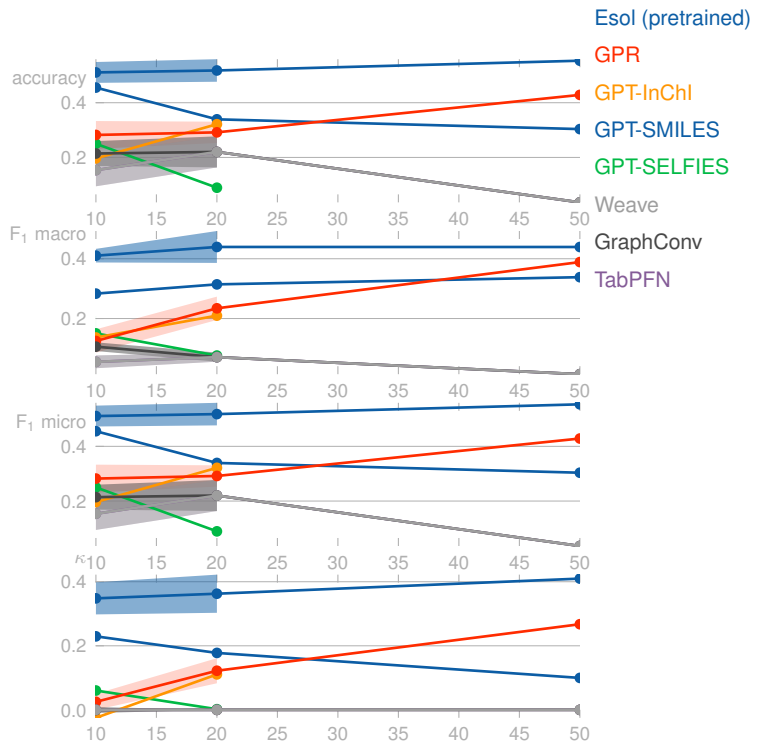 Esol (pretrained)
GPR
GPT-InChI
GPT-SMILES
GPT-SELFIES
Weave
GraphConv
TabPFN
accuracy
0.4
0.2
10 15 20 25 30 35 40 45 50
F₁ macro
0.4
0.2
10 15 20 25 30 35 40 45 50
F₁ micro
0.4
0.2
10 15 20 25 30 35 40 45 50
κ
0.4
0.2
0.0
10 15 20 25 30 35 40 45 50